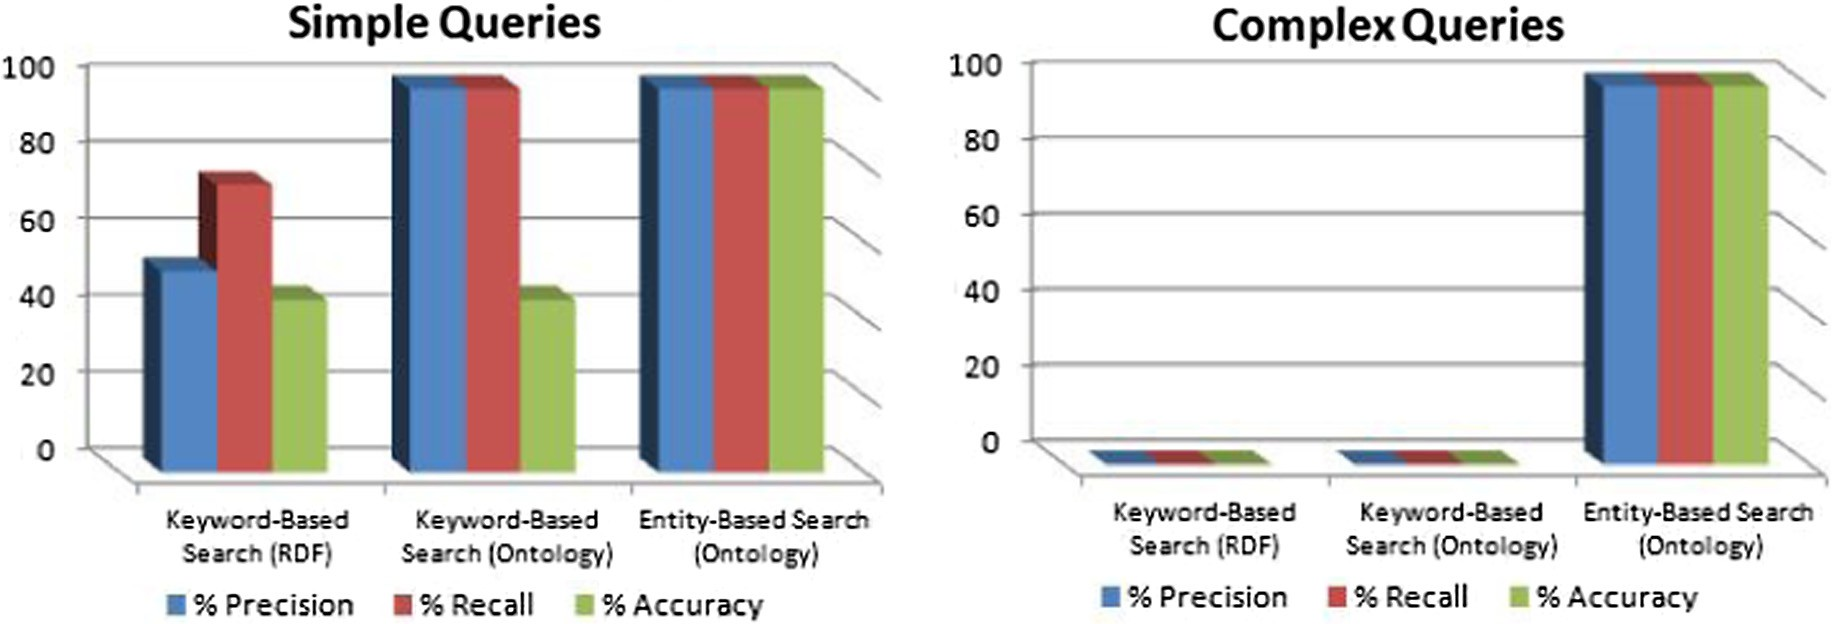 Simple Queries
100
80
60
40
20
0
Keyword-Based
Search (RDF)
Keyword-Based
Search (Ontology)
Entity-Based Search
(Ontology)
% Precision
% Recall
% Accuracy
Complex Queries
100
80
60
40
20
0
Keyword-Based
Search (RDF)
Keyword-Based
Search (Ontology)
Entity-Based Search
(Ontology)
% Precision
% Recall
% Accuracy